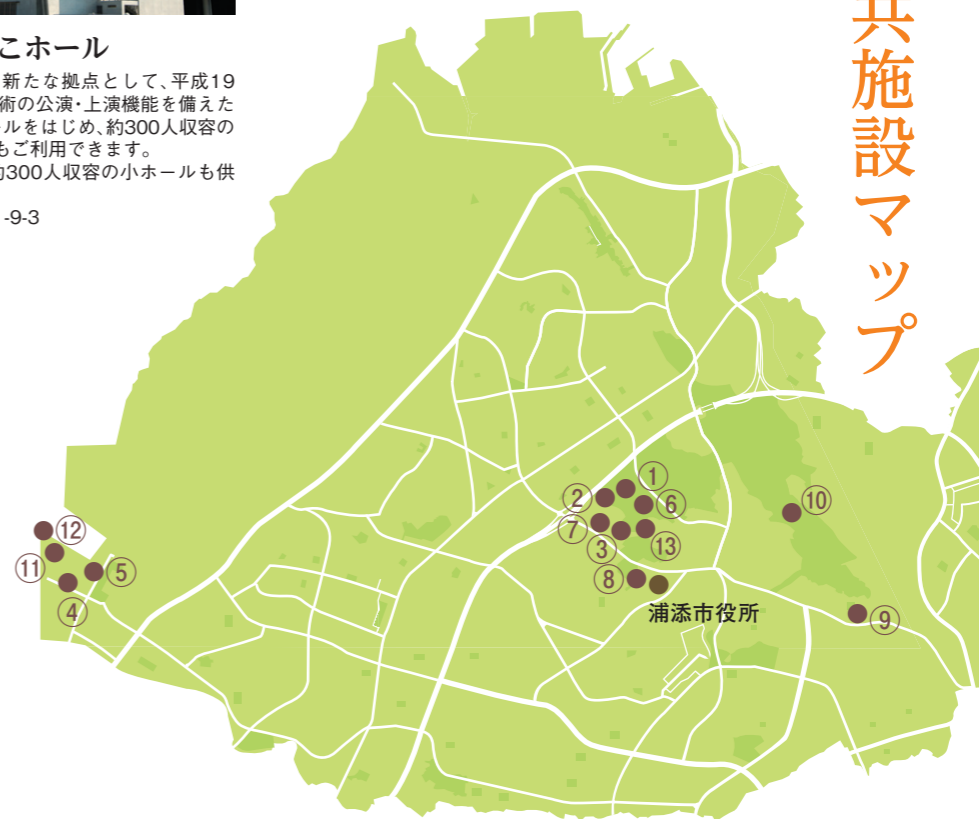 こホール
新たな拠点として、平成19
術の公演・上演機能を備えた
ールをはじめ、約300人収容の
もご利用できます。
約300人収容の小ホールも供
-9-3
共施設マップ
①
②
⑥
⑦
③
⑬
⑧
浦添市役所
⑩
⑨
⑫
⑪
⑤
④